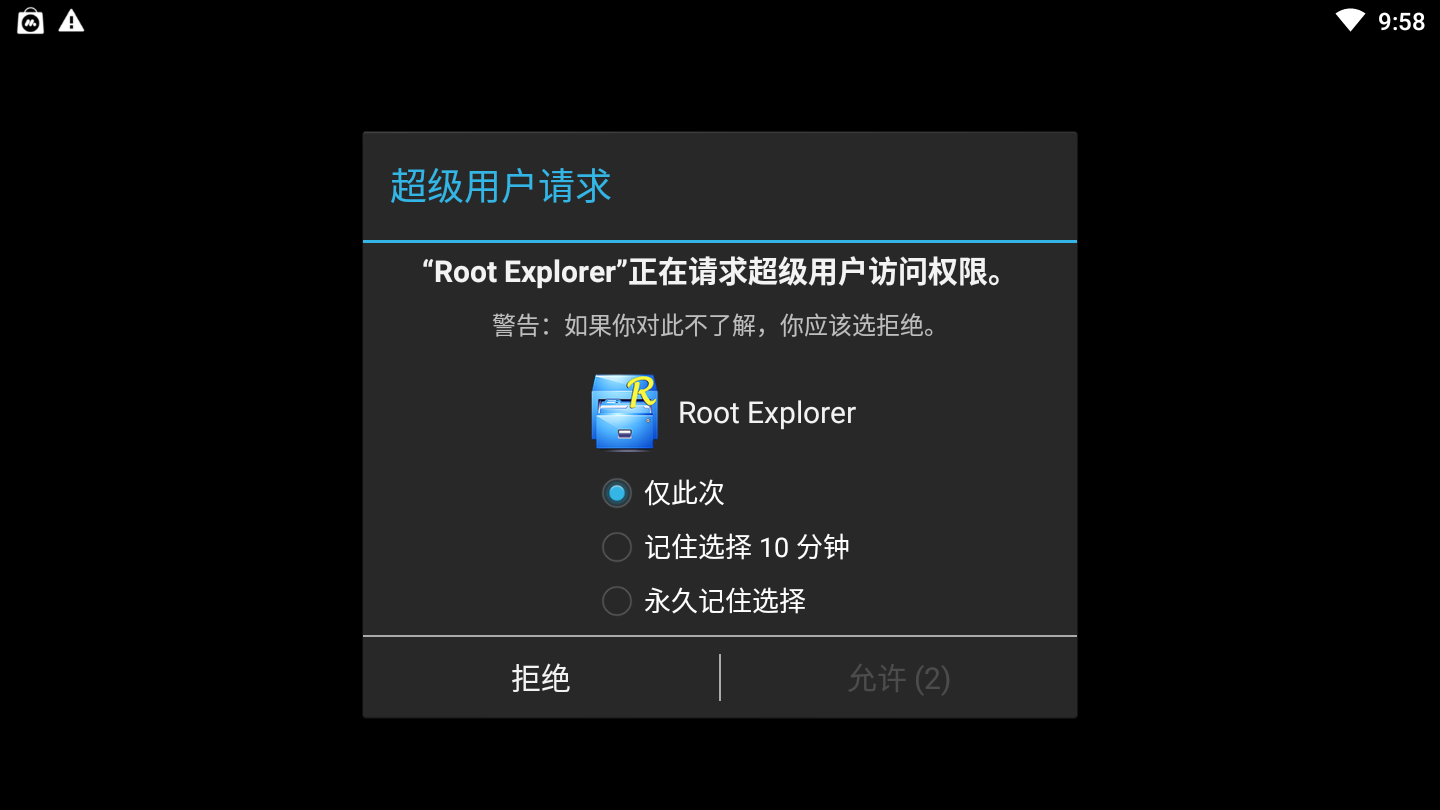 9:58
超级用户请求
“Root Explorer”正在请求超级用户访问权限。
警告：如果你对此不了解，你应该选拒绝。
R
Root Explorer
仅此次
记住选择 10 分钟
永久记住选择
拒绝
允许 (2)